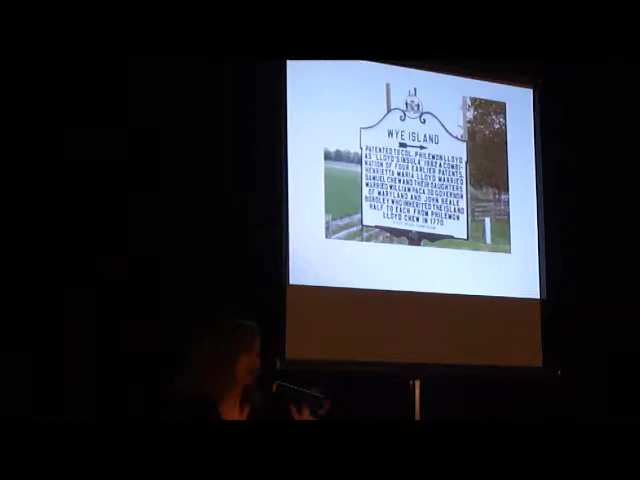 WYE ISLAND
PATENTED TO COL. PHILEMON LLOYD
AS "LLOYD'S INSULA" 1682 A COMBI-
NATION OF FOUR EARLIER PATENTS.
HENRIETTA MARIA LLOYD MARRIED
SAMUEL CHEW AND THEIR DAUGHTERS
MARRIED WILLIAM PACA 3D GOVERNOR
OF MARYLAND AND JOHN BEALE
BORDLEY WHO INHERITED THE ISLAND
HALF TO EACH FROM PHILEMON
LLOYD CHEW IN 1770.